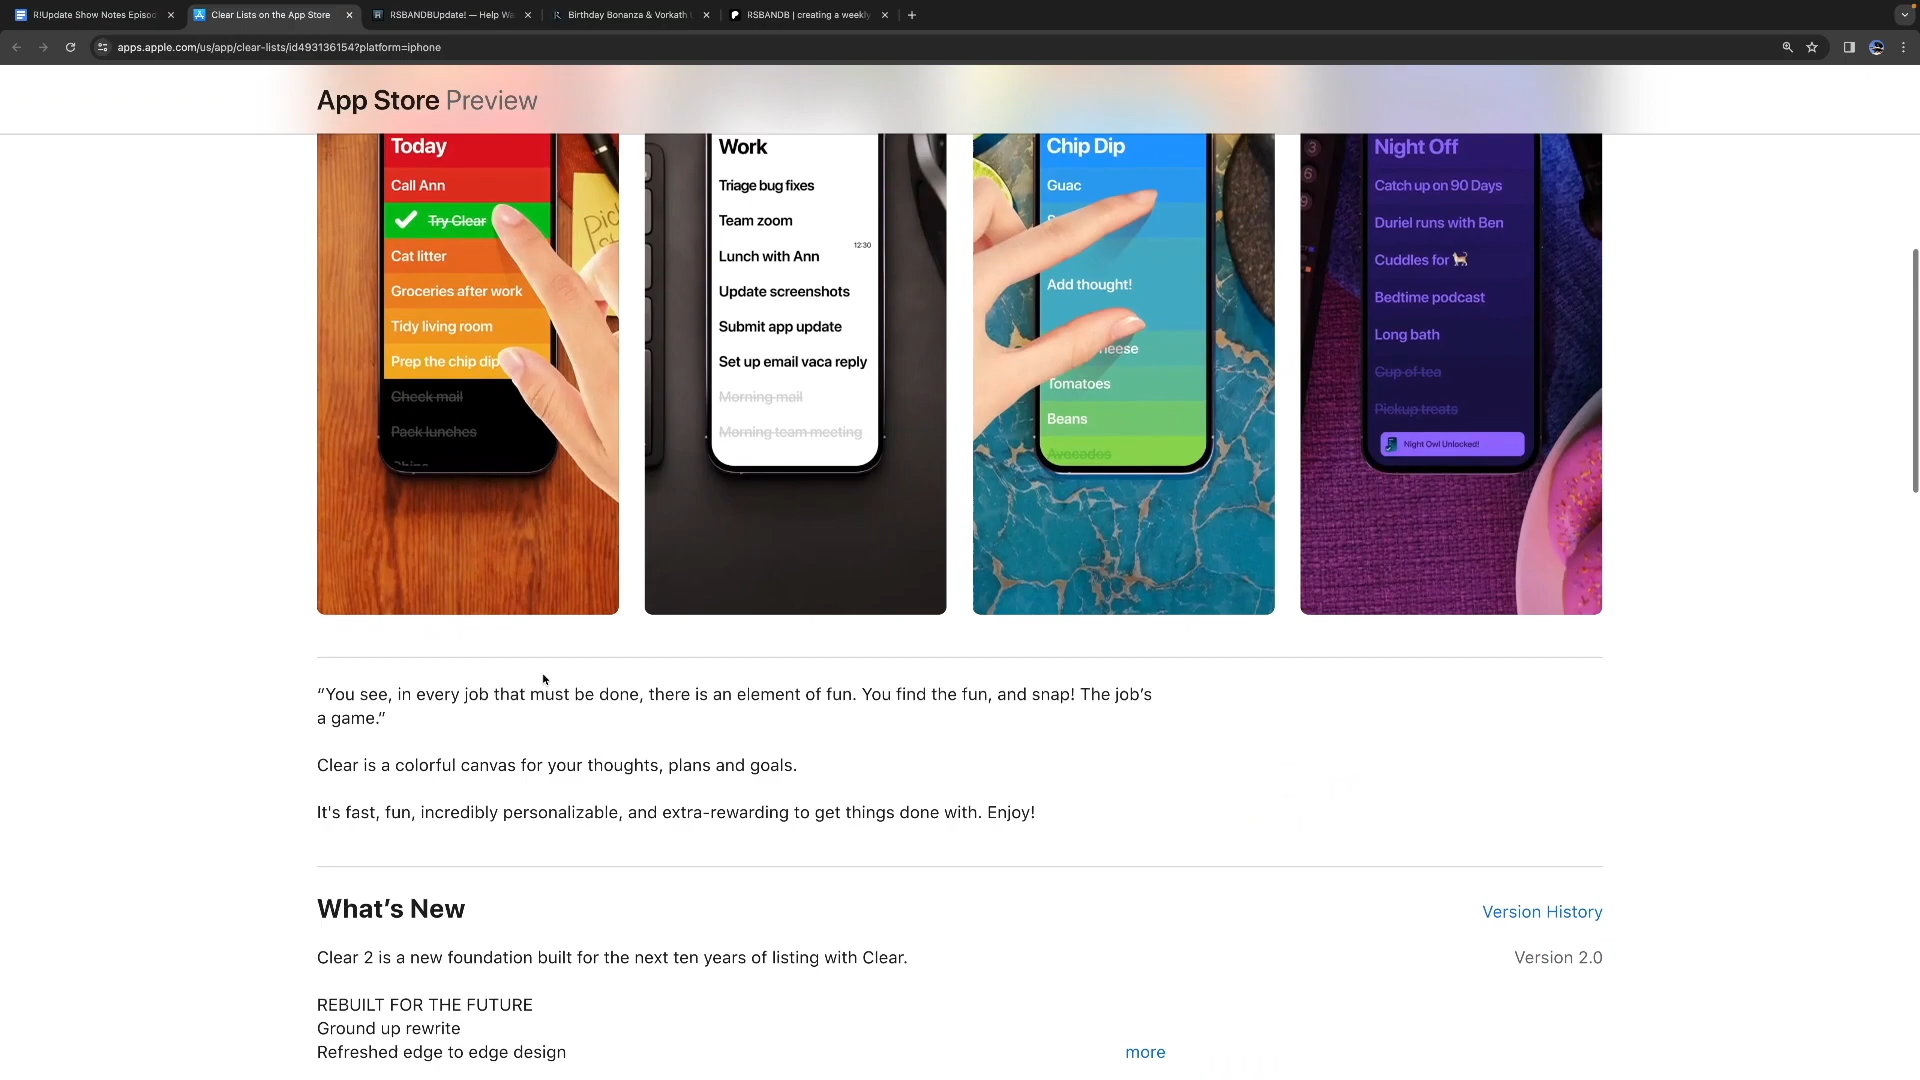 R!Update Show Notes Episod
Clear Lists on the App Store
RSBANDBUpdate! — Help Wa
Birthday Bonanza & Vorkath
RSBANDB | creating a weekly
apps.apple.com/us/app/clear-lists/id493136154?platform=iphone
App Store Preview
Today
Call Ann
Try Clear
Cat litter
Groceries after work
Tidy living room
Prep the chip dip
Check mail
Pack lunches
Chips
Work
Triage bug fixes
Team zoom
12:30
Lunch with Ann
Update screenshots
Submit app update
Set up email vaca reply
Morning mail
Morning team meeting
Chip Dip
Guac
Add thought!
Tomatoes
Beans
Avocados
3
6
9
Night Off
Catch up on 90 Days
Duriel runs with Ben
Cuddles for 🐈
Bedtime podcast
Long bath
Cup of tea
Pickup treats
Night Owl Unlocked!
“You see, in every job that must be done, there is an element of fun. You find the fun, and snap! The job’s
a game.”
Clear is a colorful canvas for your thoughts, plans and goals.
It's fast, fun, incredibly personalizable, and extra-rewarding to get things done with. Enjoy!
What’s New
Version History
Clear 2 is a new foundation built for the next ten years of listing with Clear.
Version 2.0
REBUILT FOR THE FUTURE
Ground up rewrite
Refreshed edge to edge design
more